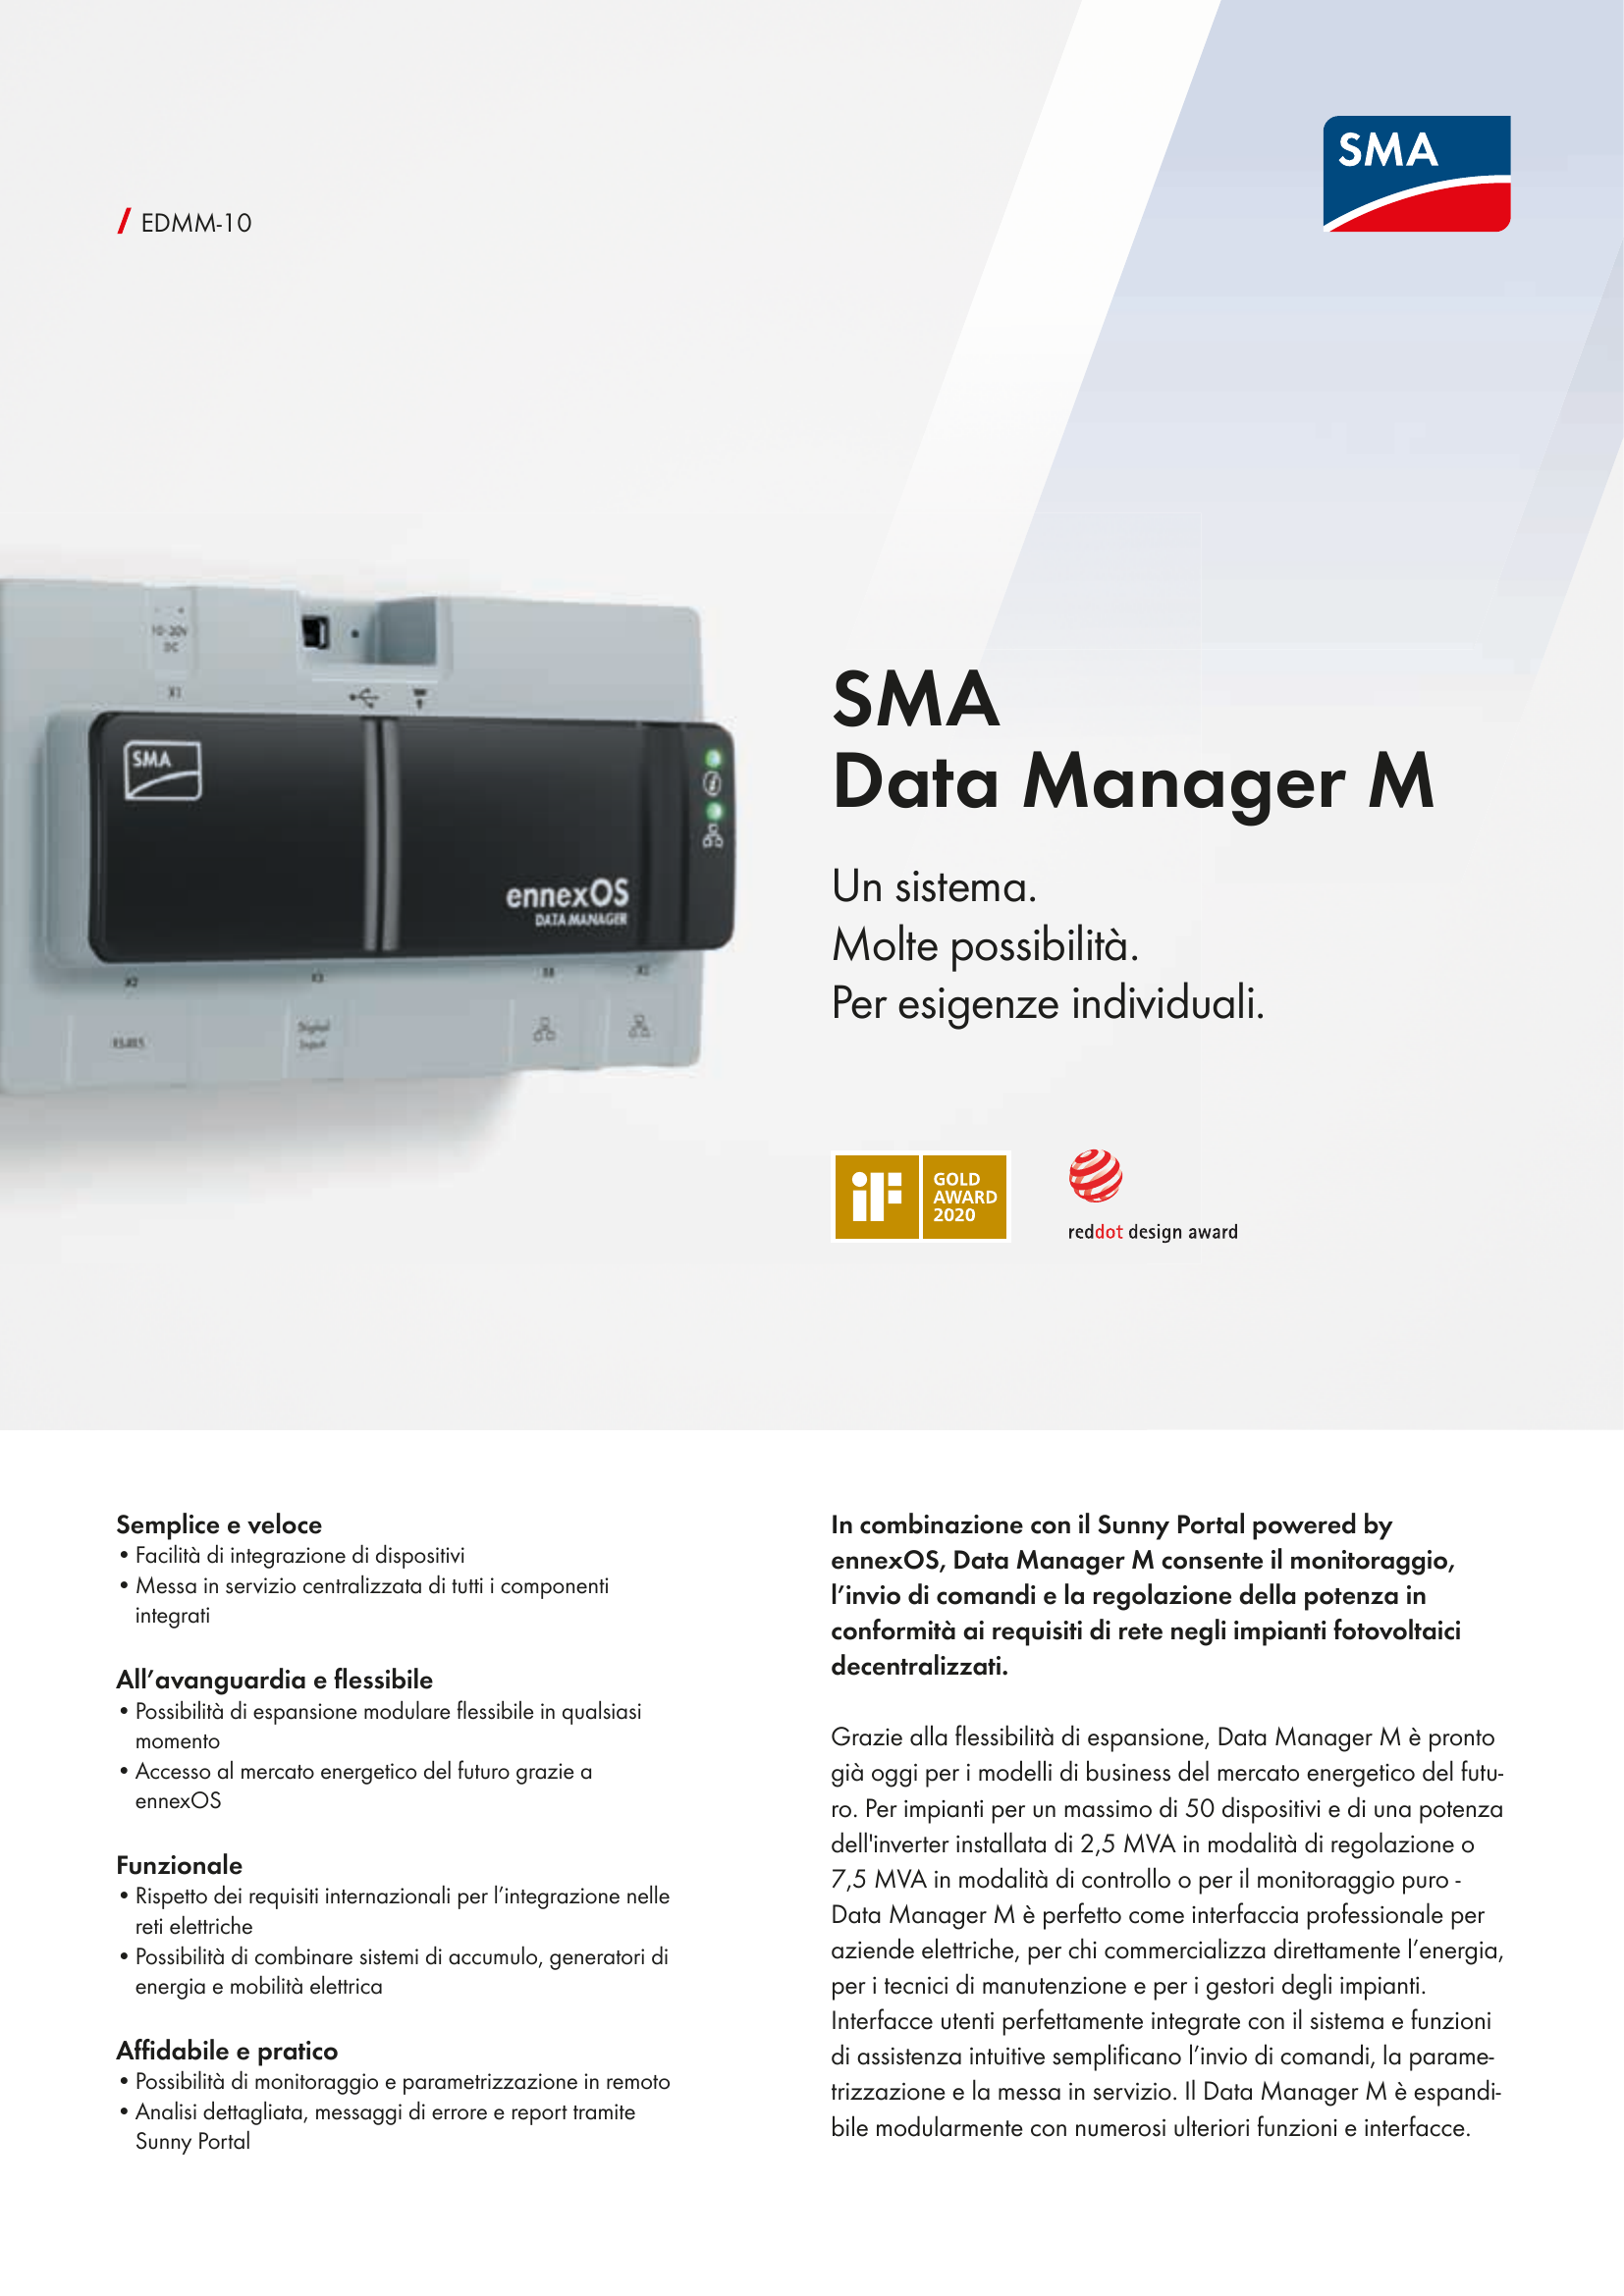 SMA
/ EDMM-10
10-30V
DC
X1
SMA
ennexOS
DATA MANAGER
X2
X3
RS485
Digital
Input
SMA
Data Manager M
Un sistema.
Molte possibilità.
Per esigenze individuali.
iF
GOLD
AWARD
2020
reddot design award
Semplice e veloce
• Facilità di integrazione di dispositivi
• Messa in servizio centralizzata di tutti i componenti
integrati
All’avanguardia e flessibile
• Possibilità di espansione modulare flessibile in qualsiasi
momento
• Accesso al mercato energetico del futuro grazie a
ennexOS
Funzionale
• Rispetto dei requisiti internazionali per l’integrazione nelle
reti elettriche
• Possibilità di combinare sistemi di accumulo, generatori di
energia e mobilità elettrica
Affidabile e pratico
• Possibilità di monitoraggio e parametrizzazione in remoto
• Analisi dettagliata, messaggi di errore e report tramite
Sunny Portal
In combinazione con il Sunny Portal powered by
ennexOS, Data Manager M consente il monitoraggio,
l’invio di comandi e la regolazione della potenza in
conformità ai requisiti di rete negli impianti fotovoltaici
decentralizzati.
Grazie alla flessibilità di espansione, Data Manager M è pronto
già oggi per i modelli di business del mercato energetico del futu-
ro. Per impianti per un massimo di 50 dispositivi e di una potenza
dell'inverter installata di 2,5 MVA in modalità di regolazione o
7,5 MVA in modalità di controllo o per il monitoraggio puro -
Data Manager M è perfetto come interfaccia professionale per
aziende elettriche, per chi commercializza direttamente l’energia,
per i tecnici di manutenzione e per i gestori degli impianti.
Interfacce utenti perfettamente integrate con il sistema e funzioni
di assistenza intuitive semplificano l’invio di comandi, la parame-
trizzazione e la messa in servizio. Il Data Manager M è espandi-
bile modularmente con numerosi ulteriori funzioni e interfacce.